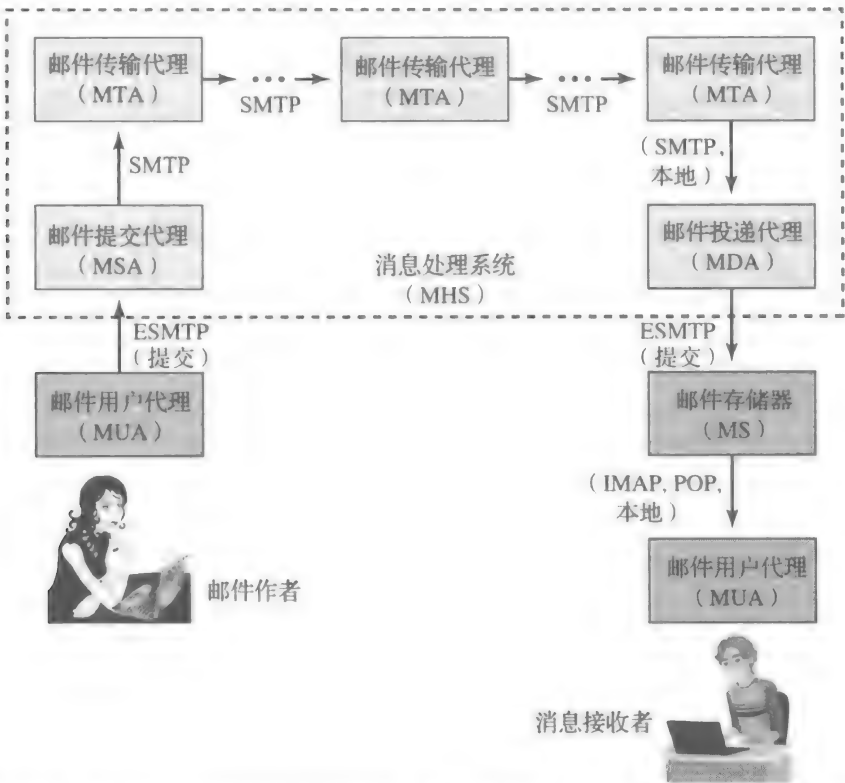 邮件传输代理
（MTA）
SMTP
邮件传输代理
（MTA）
SMTP
邮件传输代理
（MTA）
SMTP
（SMTP,
本地）
邮件提交代理
（MSA）
消息处理系统
（MHS）
邮件投递代理
（MDA）
ESMTP
（提交）
ESMTP
（提交）
邮件用户代理
（MUA）
邮件存储器
（MS）
（IMAP, POP,
本地）
邮件作者
邮件用户代理
（MUA）
消息接收者